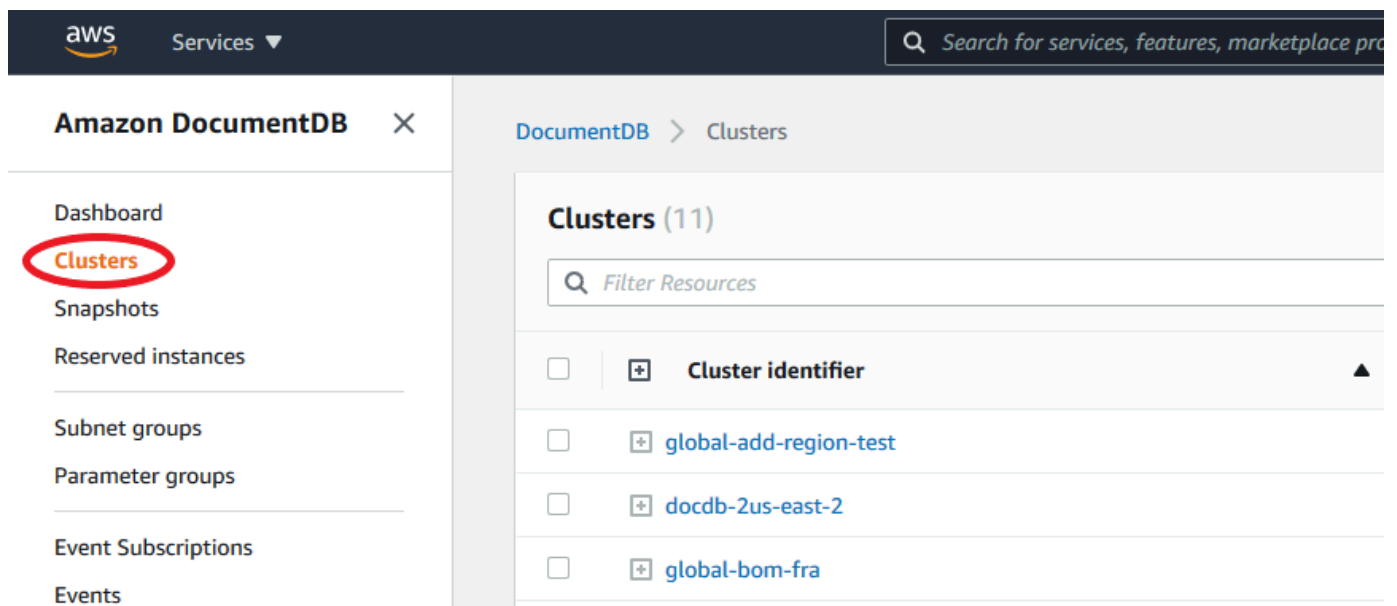 aws Services ▼ Search for services, features, marketplace pro
Amazon DocumentDB
Dashboard
Clusters
Snapshots
Reserved instances
Subnet groups
Parameter groups
Event Subscriptions
Events
DocumentDB > Clusters
Clusters (11)
Filter Resources
Cluster identifier
global-add-region-test
docdb-2us-east-2
global-bom-fra